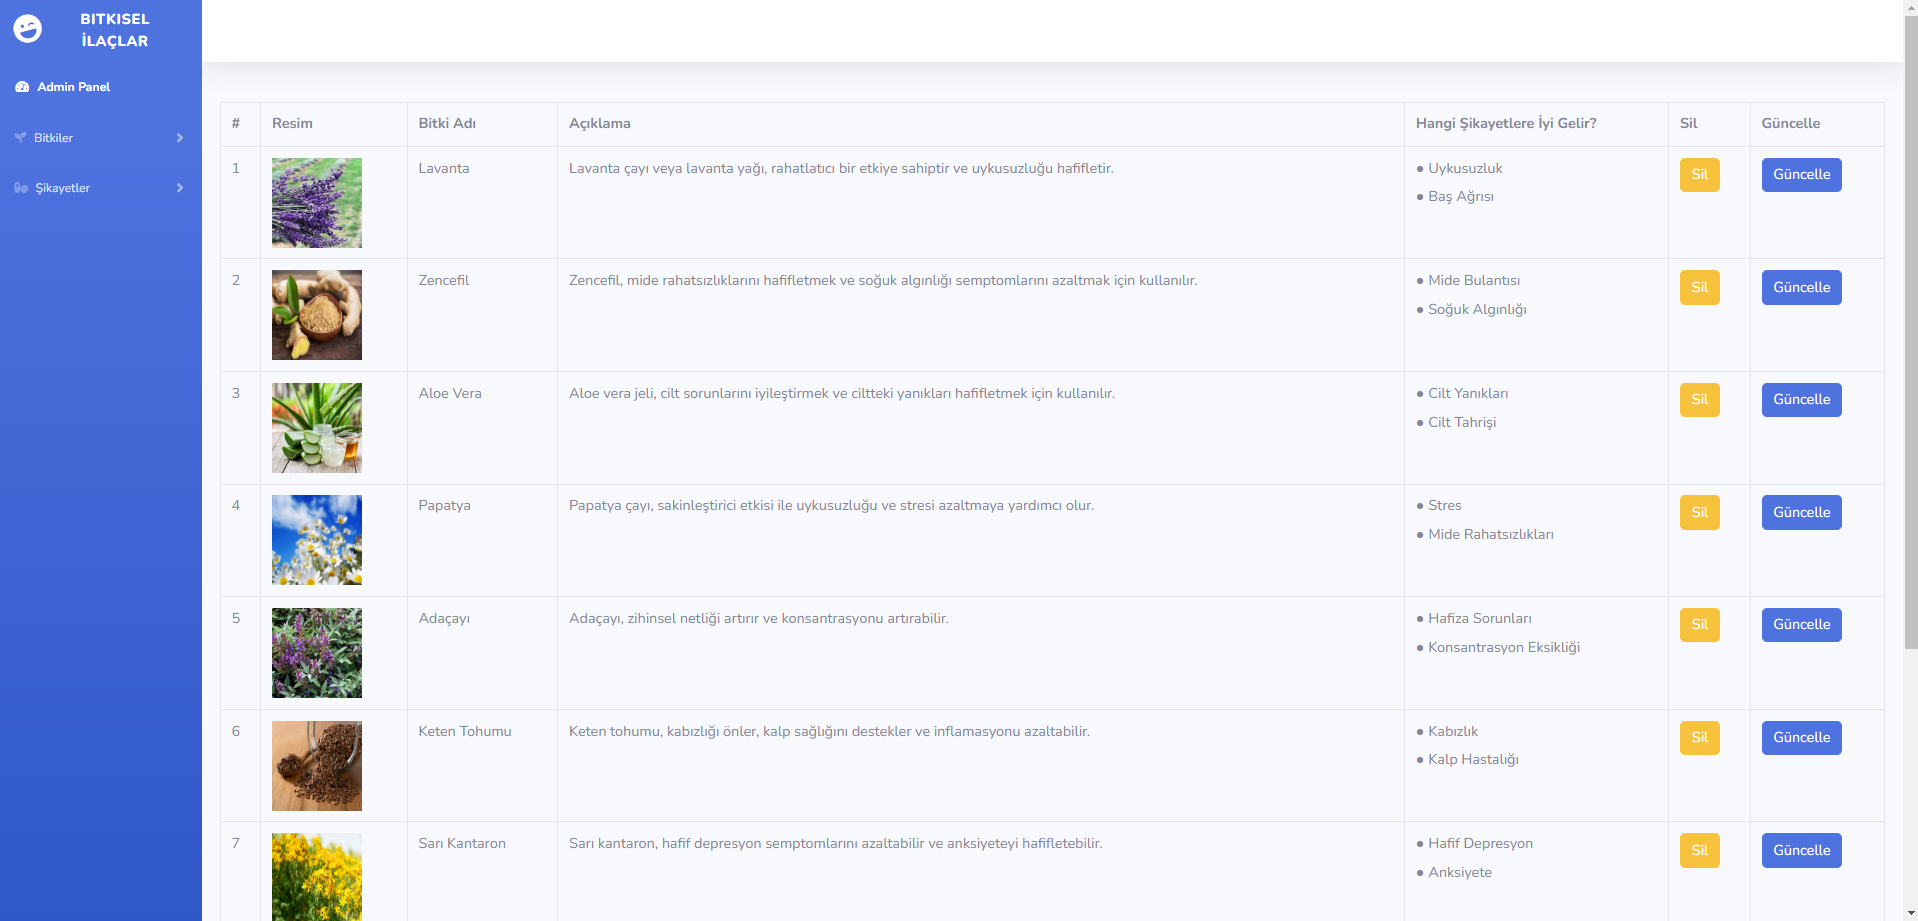 BITKISEL
İLAÇLAR
Admin Panel
Bitkiler
Şikayetler
# Resim Bitki Adı Açıklama Hangi Şikayetlere İyi Gelir? Sil Güncelle
1 Lavanta Lavanta çayı veya lavanta yağı, rahatlatıcı bir etkiye sahiptir ve uykusuzluğu hafifletir. ● Uykusuzluk Sil Güncelle
● Baş Ağrısı
2 Zencefil Zencefil, mide rahatsızlıklarını hafifletmek ve soğuk algınlığı semptomlarını azaltmak için kullanılır. ● Mide Bulantısı Sil Güncelle
● Soğuk Algınlığı
3 Aloe Vera Aloe vera jeli, cilt sorunlarını iyileştirmek ve ciltteki yanıkları hafifletmek için kullanılır. ● Cilt Yanıkları Sil Güncelle
● Cilt Tahrişi
4 Papatya Papatya çayı, sakinleştirici etkisi ile uykusuzluğu ve stresi azaltmaya yardımcı olur. ● Stres Sil Güncelle
● Mide Rahatsızlıkları
5 Adaçayı Adaçayı, zihinsel netliği artırır ve konsantrasyonu artırabilir. ● Hafıza Sorunları Sil Güncelle
● Konsantrasyon Eksikliği
6 Keten Tohumu Keten tohumu, kabızlığı önler, kalp sağlığını destekler ve inflamasyonu azaltabilir. ● Kabızlık Sil Güncelle
● Kalp Hastalığı
7 Sarı Kantaron Sarı kantaron, hafif depresyon semptomlarını azaltabilir ve anksiyeteyi hafifletebilir. ● Hafif Depresyon Sil Güncelle
● Anksiyete